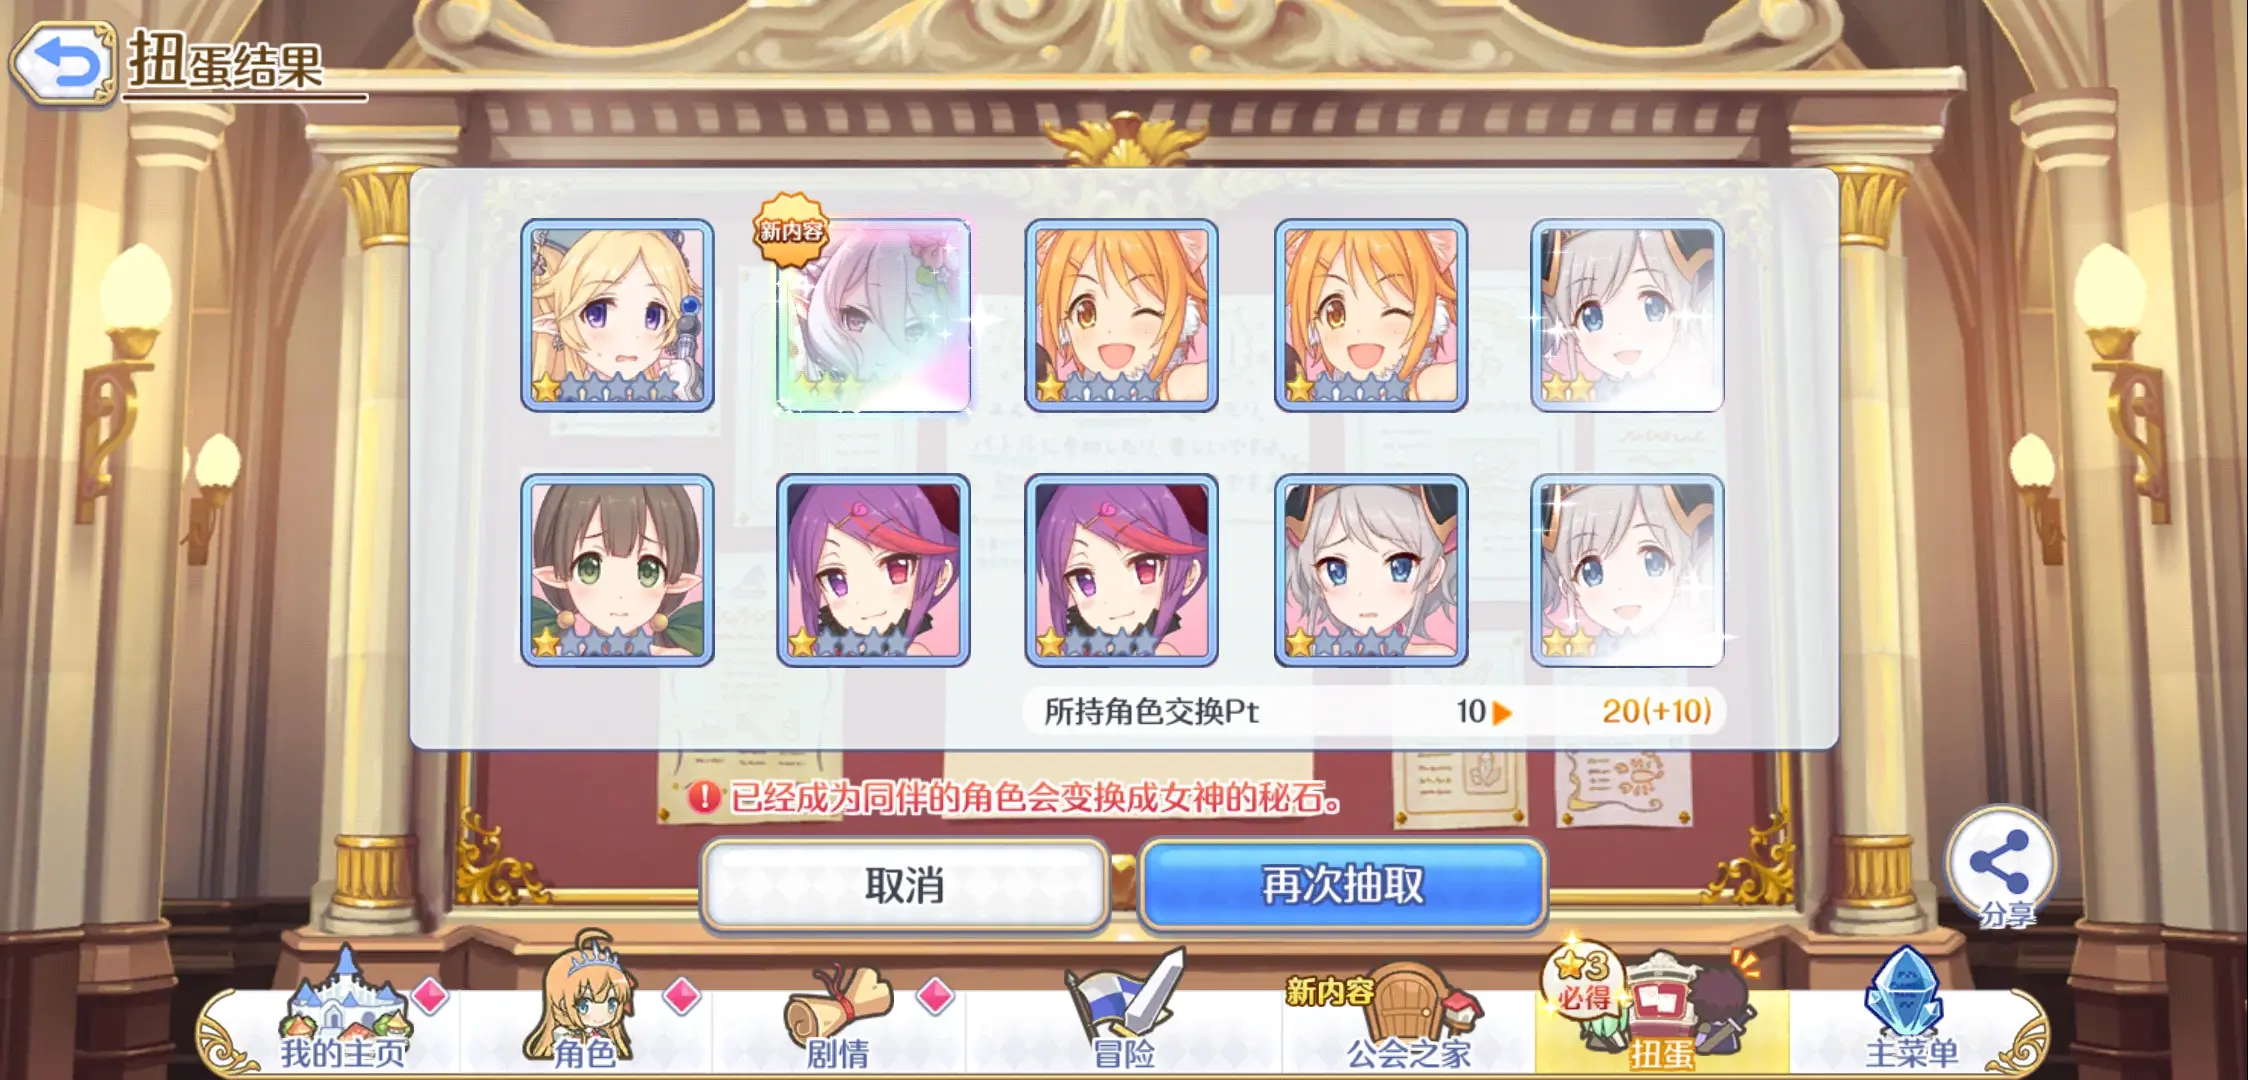 扭蛋结果
新内容
所持角色交换Pt 10 20(+10)
已经成为同伴的角色会变换成女神的秘石。
取消
再次抽取
分享
新内容
3
必得
我的主页
角色
剧情
冒险
公会之家
扭蛋
主菜单